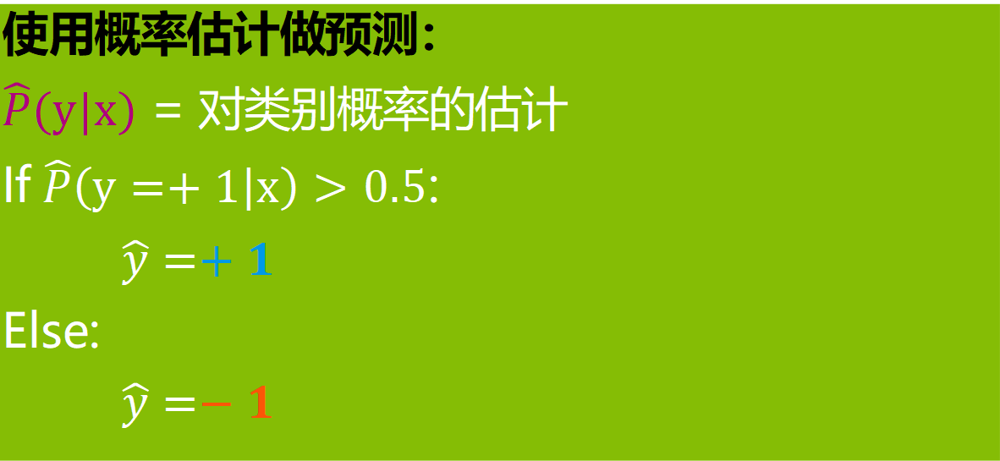 使用概率估计做预测：
P̂(y|x) = 对类别概率的估计
If P̂(y =+ 1|x) > 0.5:
ŷ =+ 1
Else:
ŷ =− 1